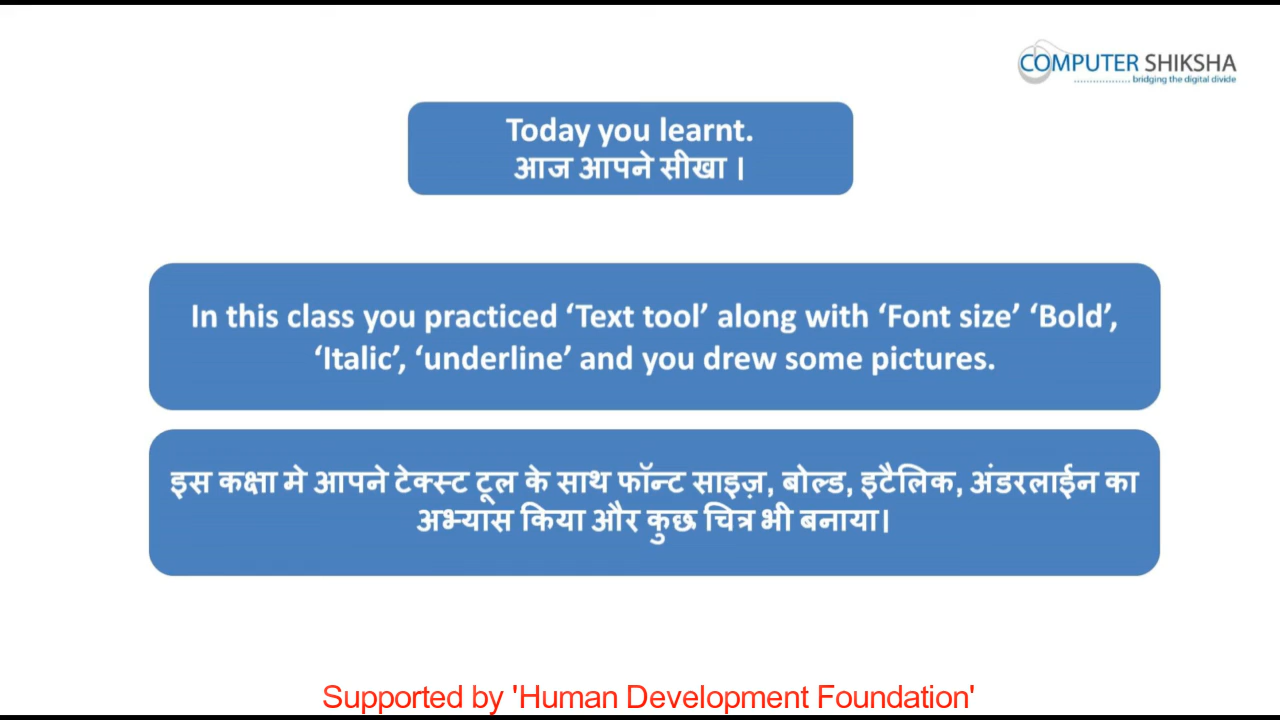 COMPUTER SHIKSHA
bridging the digital divide
Today you learnt.
आज आपने सीखा ।
In this class you practiced ‘Text tool’ along with ‘Font size’ ‘Bold’,
‘Italic’, ‘underline’ and you drew some pictures.
इस कक्षा मे आपने टेक्स्ट टूल के साथ फॉन्ट साइज़, बोल्ड, इटैलिक, अंडरलाईन का
अभ्यास किया और कुछ चित्र भी बनाया।
Supported by 'Human Development Foundation'